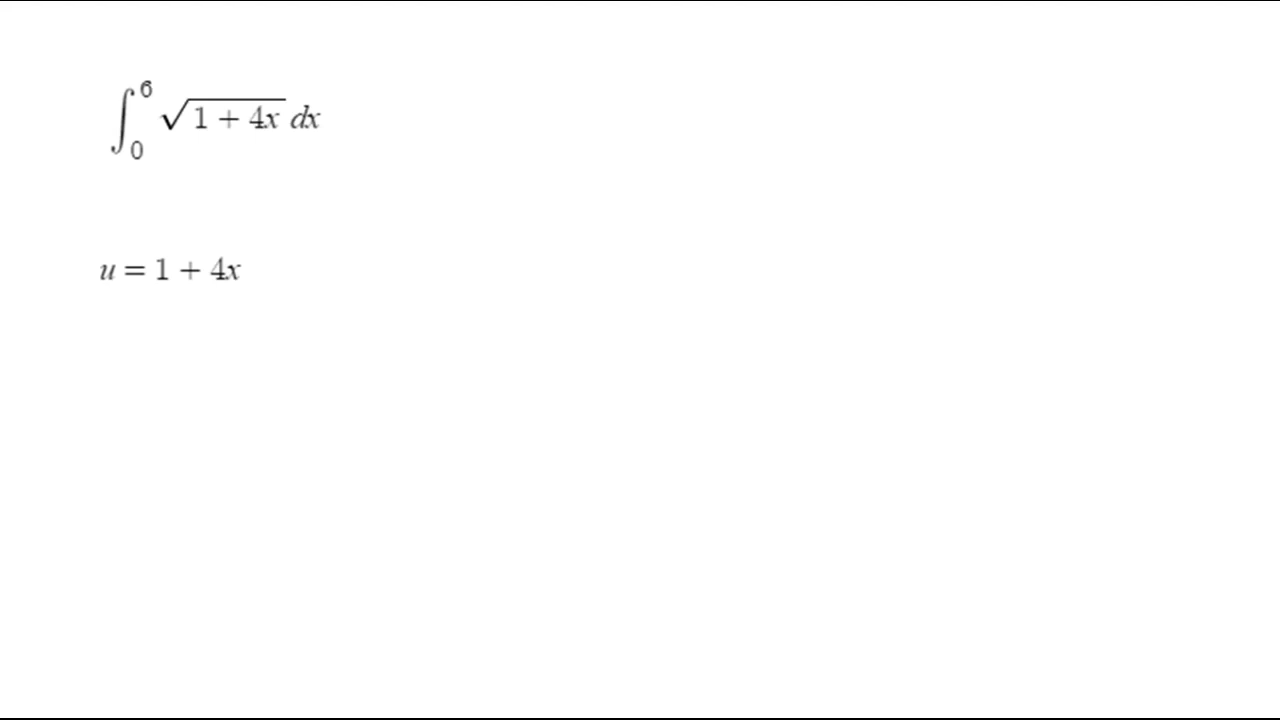 ∫₀⁶ √(1 + 4x) dx
u = 1 + 4x